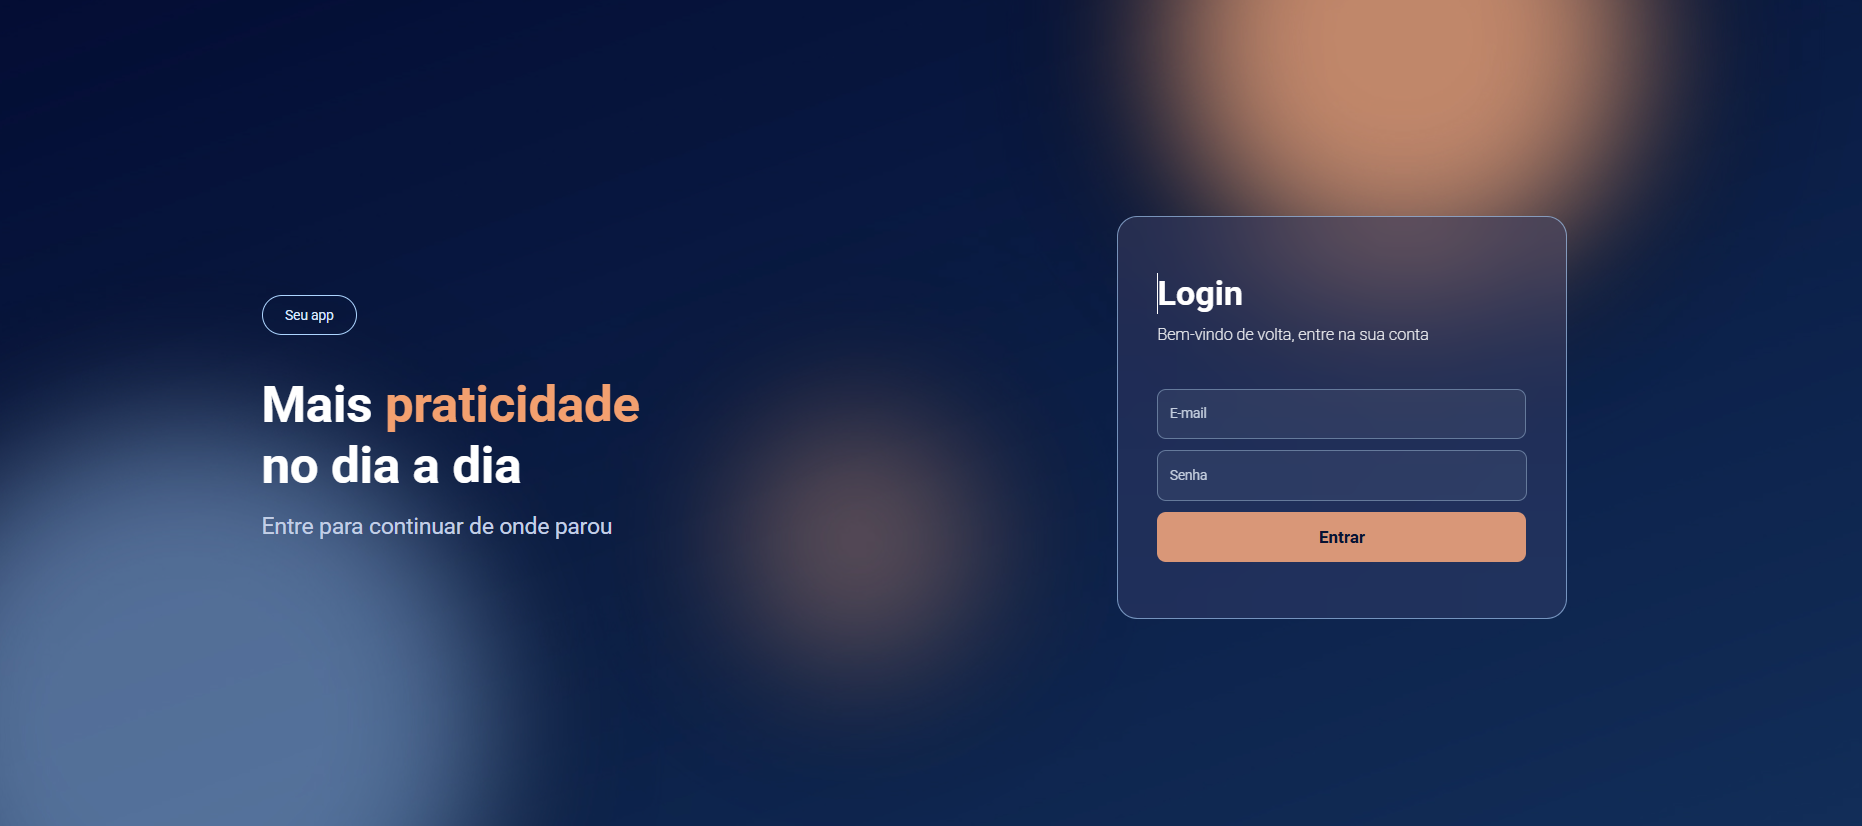 Seu app
Mais praticidade
no dia a dia
Entre para continuar de onde parou
Login
Bem-vindo de volta, entre na sua conta
E-mail
Senha
Entrar